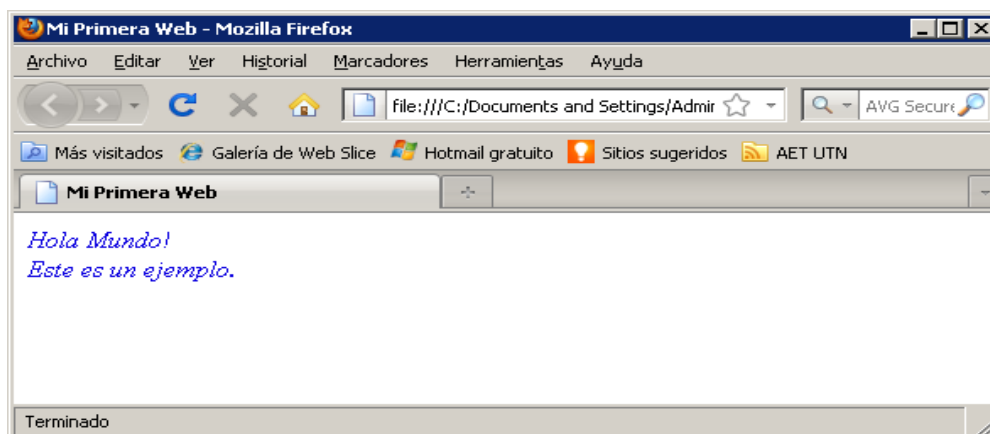 Mi Primera Web - Mozilla Firefox
Archivo Editar Ver Historial Marcadores Herramientas Ayuda
file:///C:/Documents and Settings/Admir AVG Secure
Más visitados Galería de Web Slice Hotmail gratuito Sitios sugeridos AET UTN
Mi Primera Web
Hola Mundo!
Este es un ejemplo.
Terminado